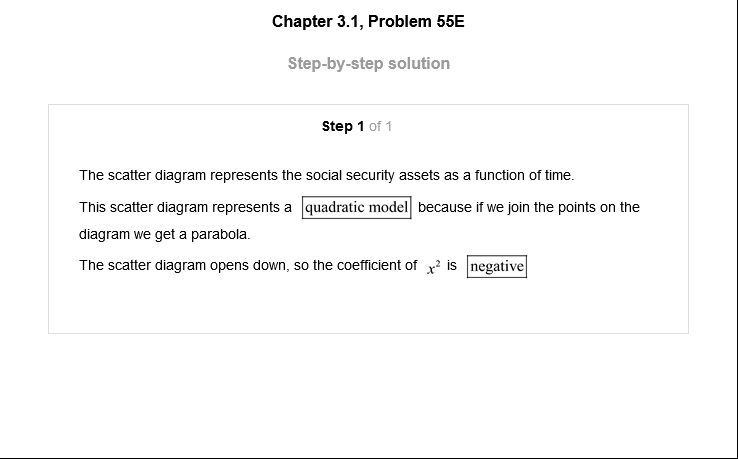 Chapter 3.1, Problem 55E
Step-by-step solution
Step 1 of 1
The scatter diagram represents the social security assets as a function of time.
This scatter diagram represents a quadratic model because if we join the points on the
diagram we get a parabola.
The scatter diagram opens down, so the coefficient of x² is negative